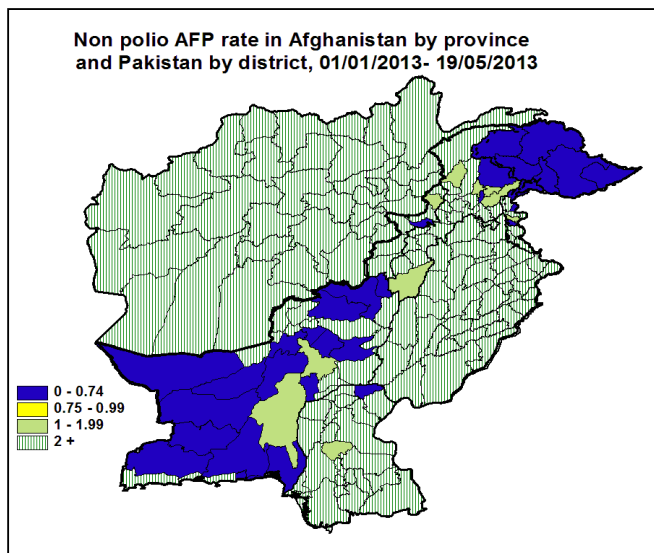 Non polio AFP rate in Afghanistan by province
and Pakistan by district, 01/01/2013- 19/05/2013
0 - 0.74
0.75 - 0.99
1 - 1.99
2 +